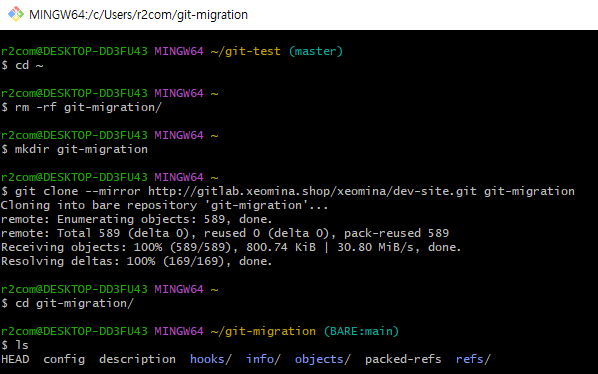 MINGW64:/c/Users/r2com/git-migration
r2com@DESKTOP-DD3FU43 MINGW64 ~/git-test (master)
$ cd ~
r2com@DESKTOP-DD3FU43 MINGW64 ~
$ rm -rf git-migration/
r2com@DESKTOP-DD3FU43 MINGW64 ~
$ mkdir git-migration
r2com@DESKTOP-DD3FU43 MINGW64 ~
$ git clone --mirror http://gitlab.xeomina.shop/xeomina/dev-site.git git-migration
Cloning into bare repository 'git-migration'...
remote: Enumerating objects: 589, done.
remote: Total 589 (delta 0), reused 0 (delta 0), pack-reused 589
Receiving objects: 100% (589/589), 800.74 KiB | 30.80 MiB/s, done.
Resolving deltas: 100% (169/169), done.
r2com@DESKTOP-DD3FU43 MINGW64 ~
$ cd git-migration/
r2com@DESKTOP-DD3FU43 MINGW64 ~/git-migration (BARE:main)
$ ls
HEAD config description hooks/ info/ objects/ packed-refs refs/